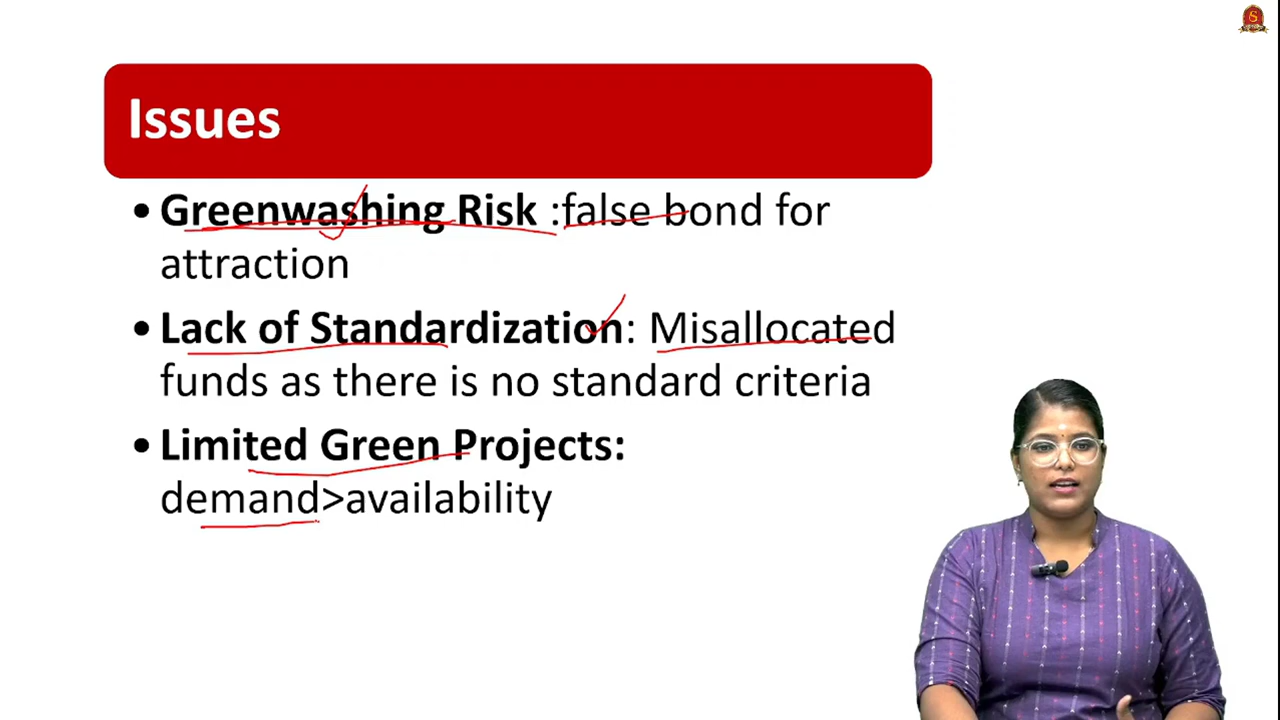 Issues
• Greenwashing Risk :false bond for
attraction
• Lack of Standardization: Misallocated
funds as there is no standard criteria
• Limited Green Projects:
demand>availability